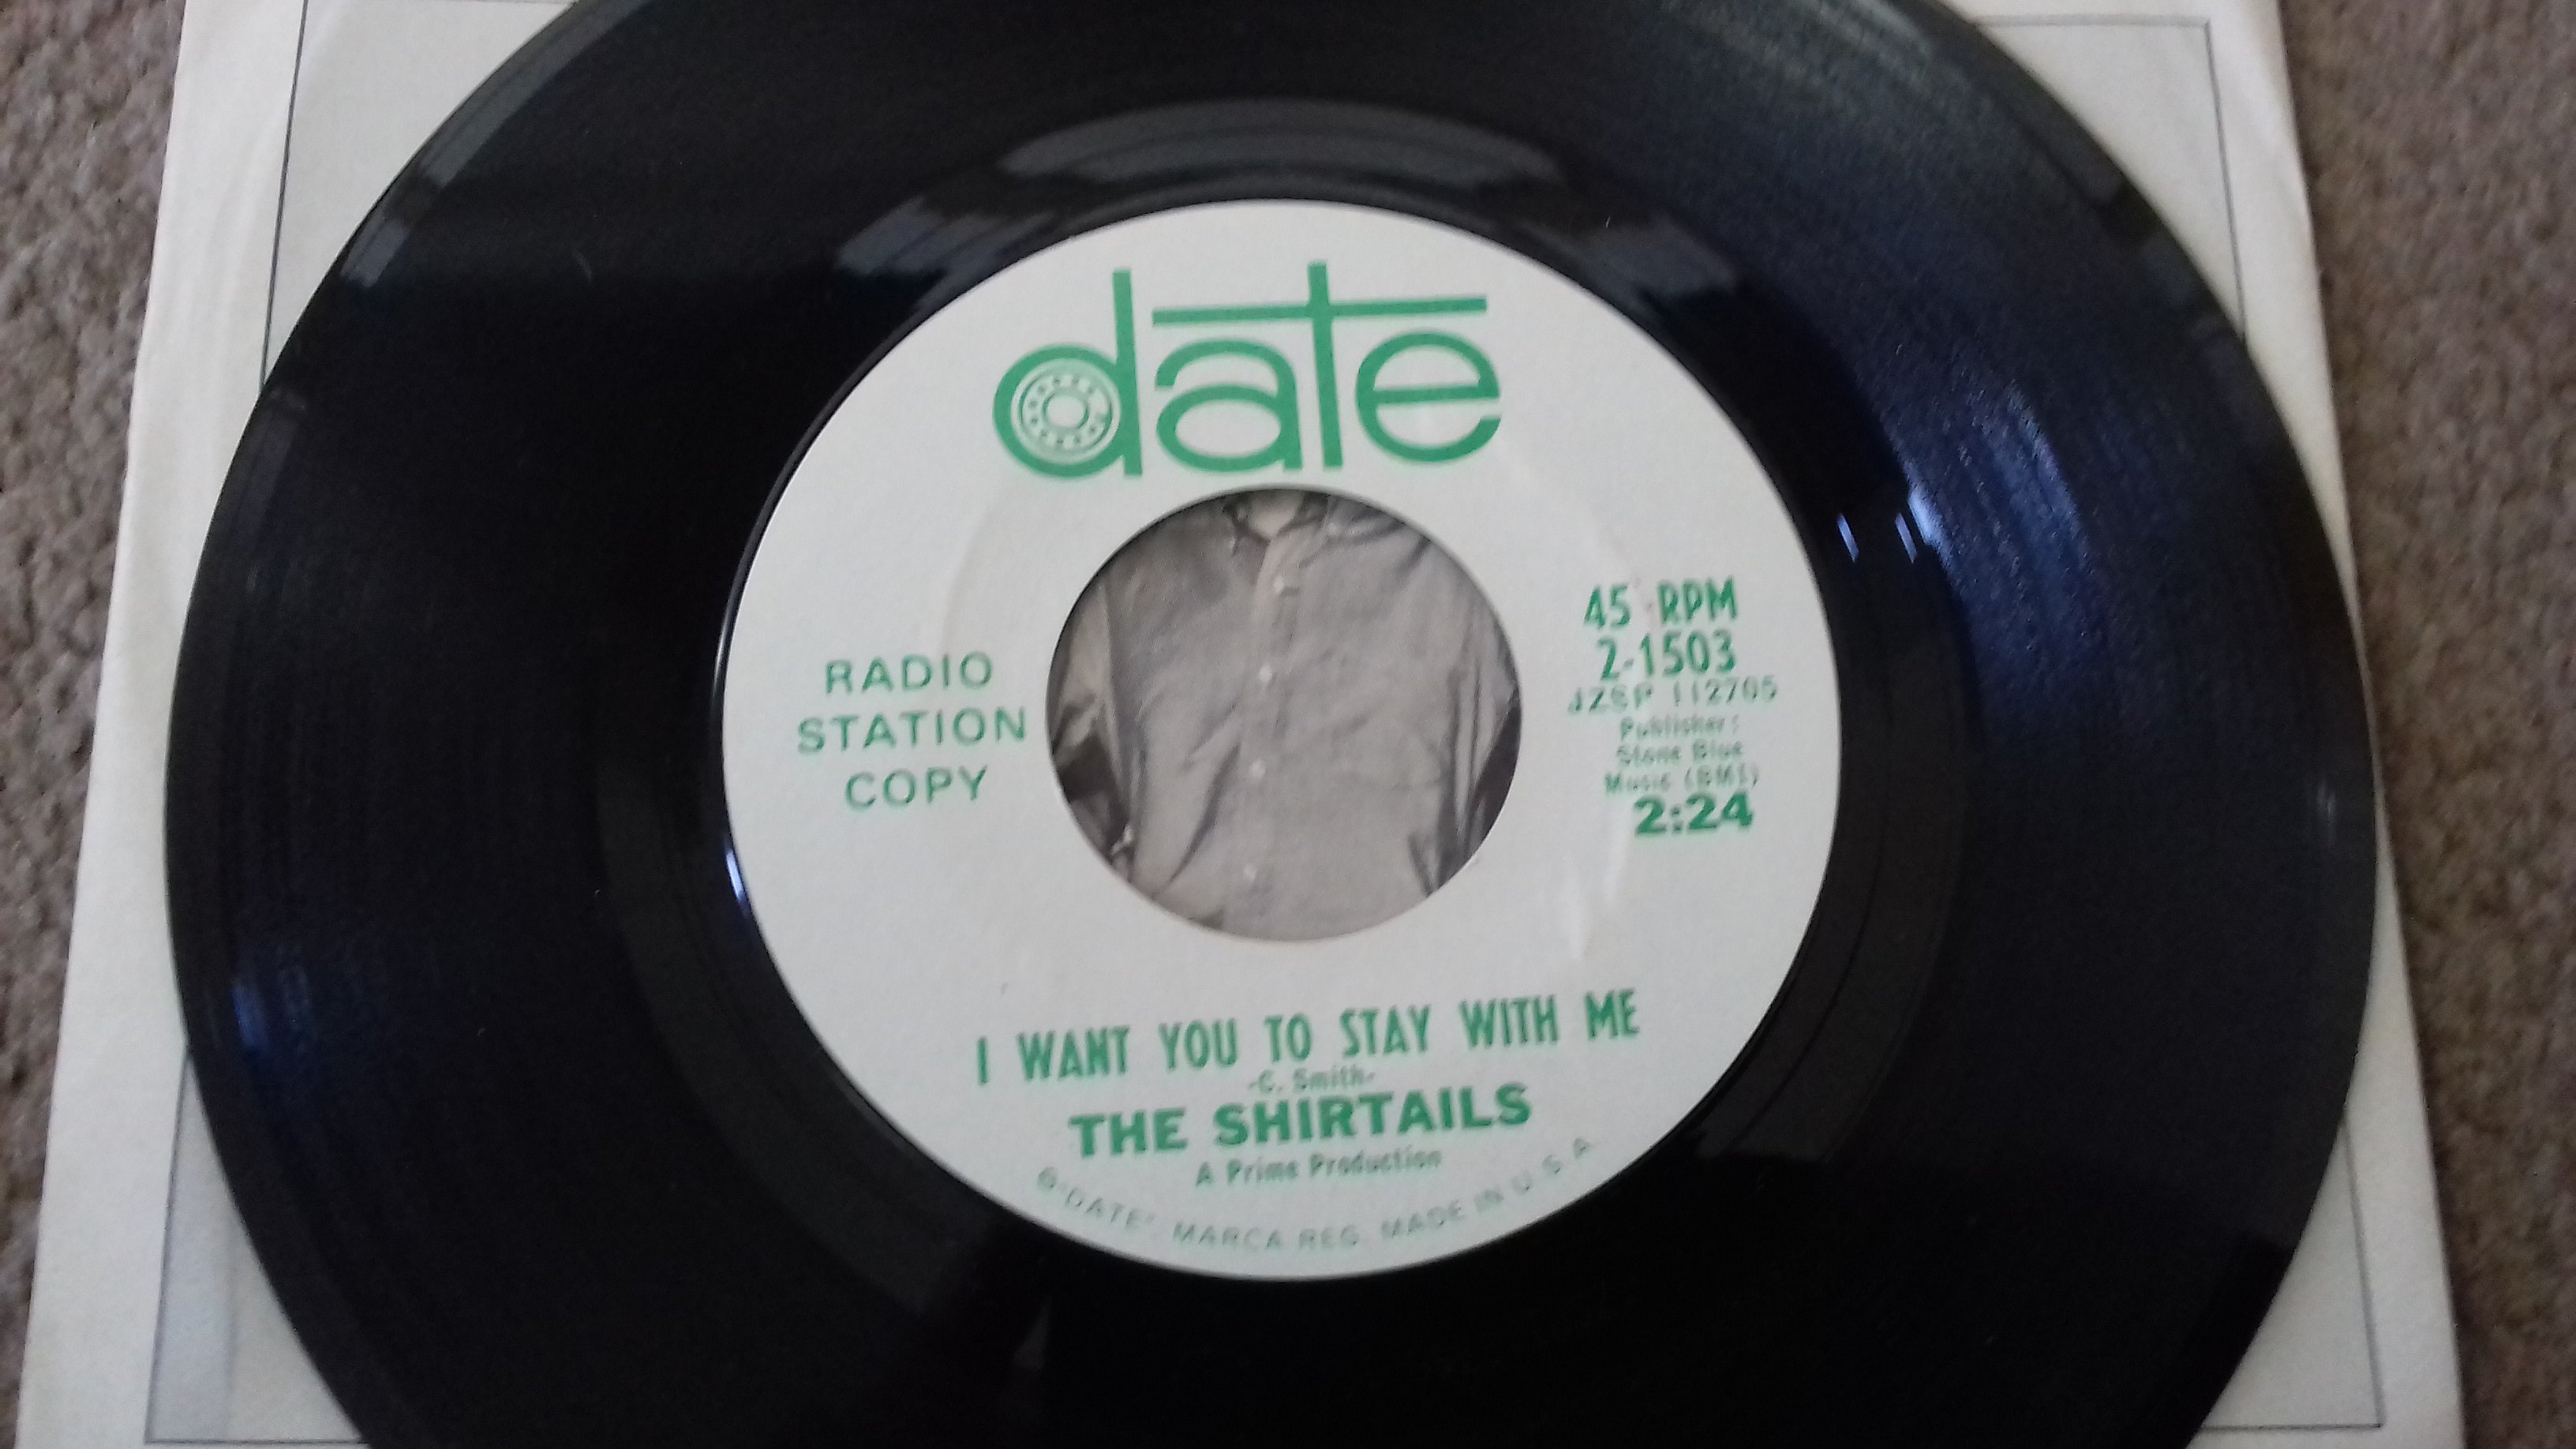 date
RADIO
STATION
COPY
45 RPM
2-1503
JZSP 112705
Publisher:
Stone Blue
Music (BMI)
2:24
I WANT YOU TO STAY WITH ME
-C. Smith-
THE SHIRTAILS
A Prime Production
"DATE" MARCA REG. MADE IN U.S.A.